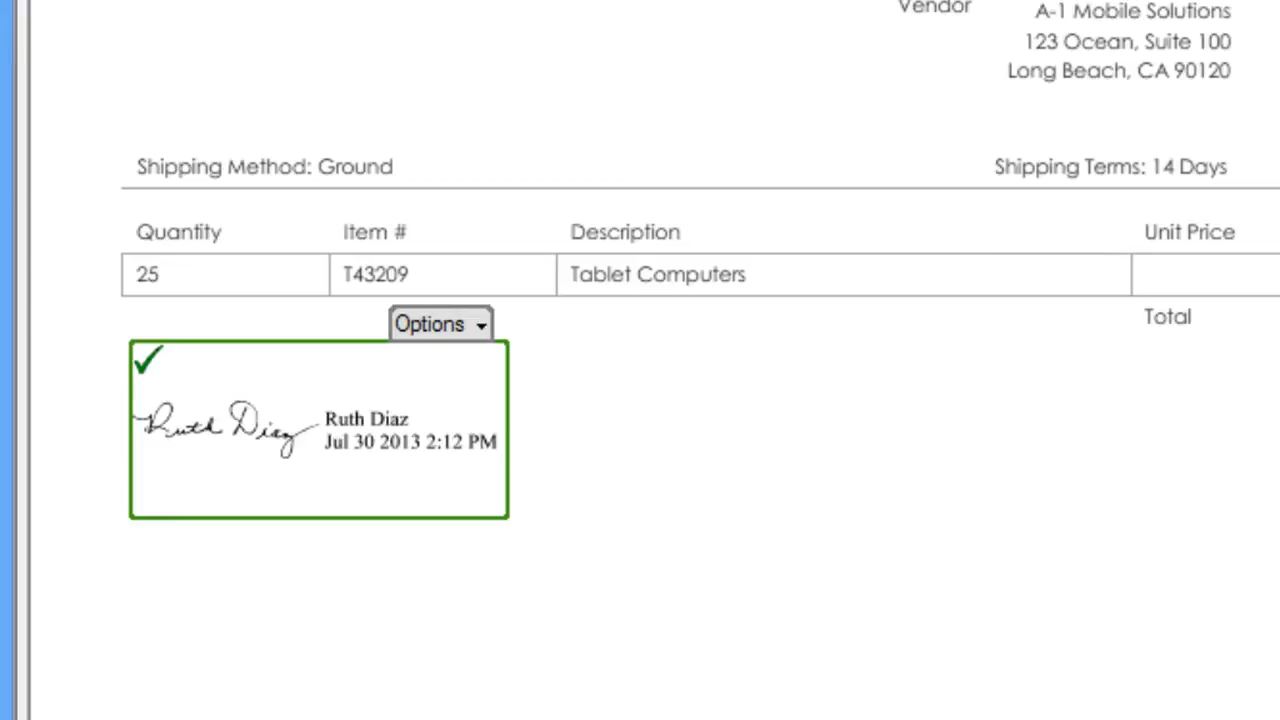 Vendor
A-1 Mobile Solutions
123 Ocean, Suite 100
Long Beach, CA 90120
Shipping Method: Ground
Shipping Terms: 14 Days
Quantity Item # Description Unit Price
25 T43209 Tablet Computers
Total
Options
Ruth Diaz
Ruth Diaz
Jul 30 2013 2:12 PM